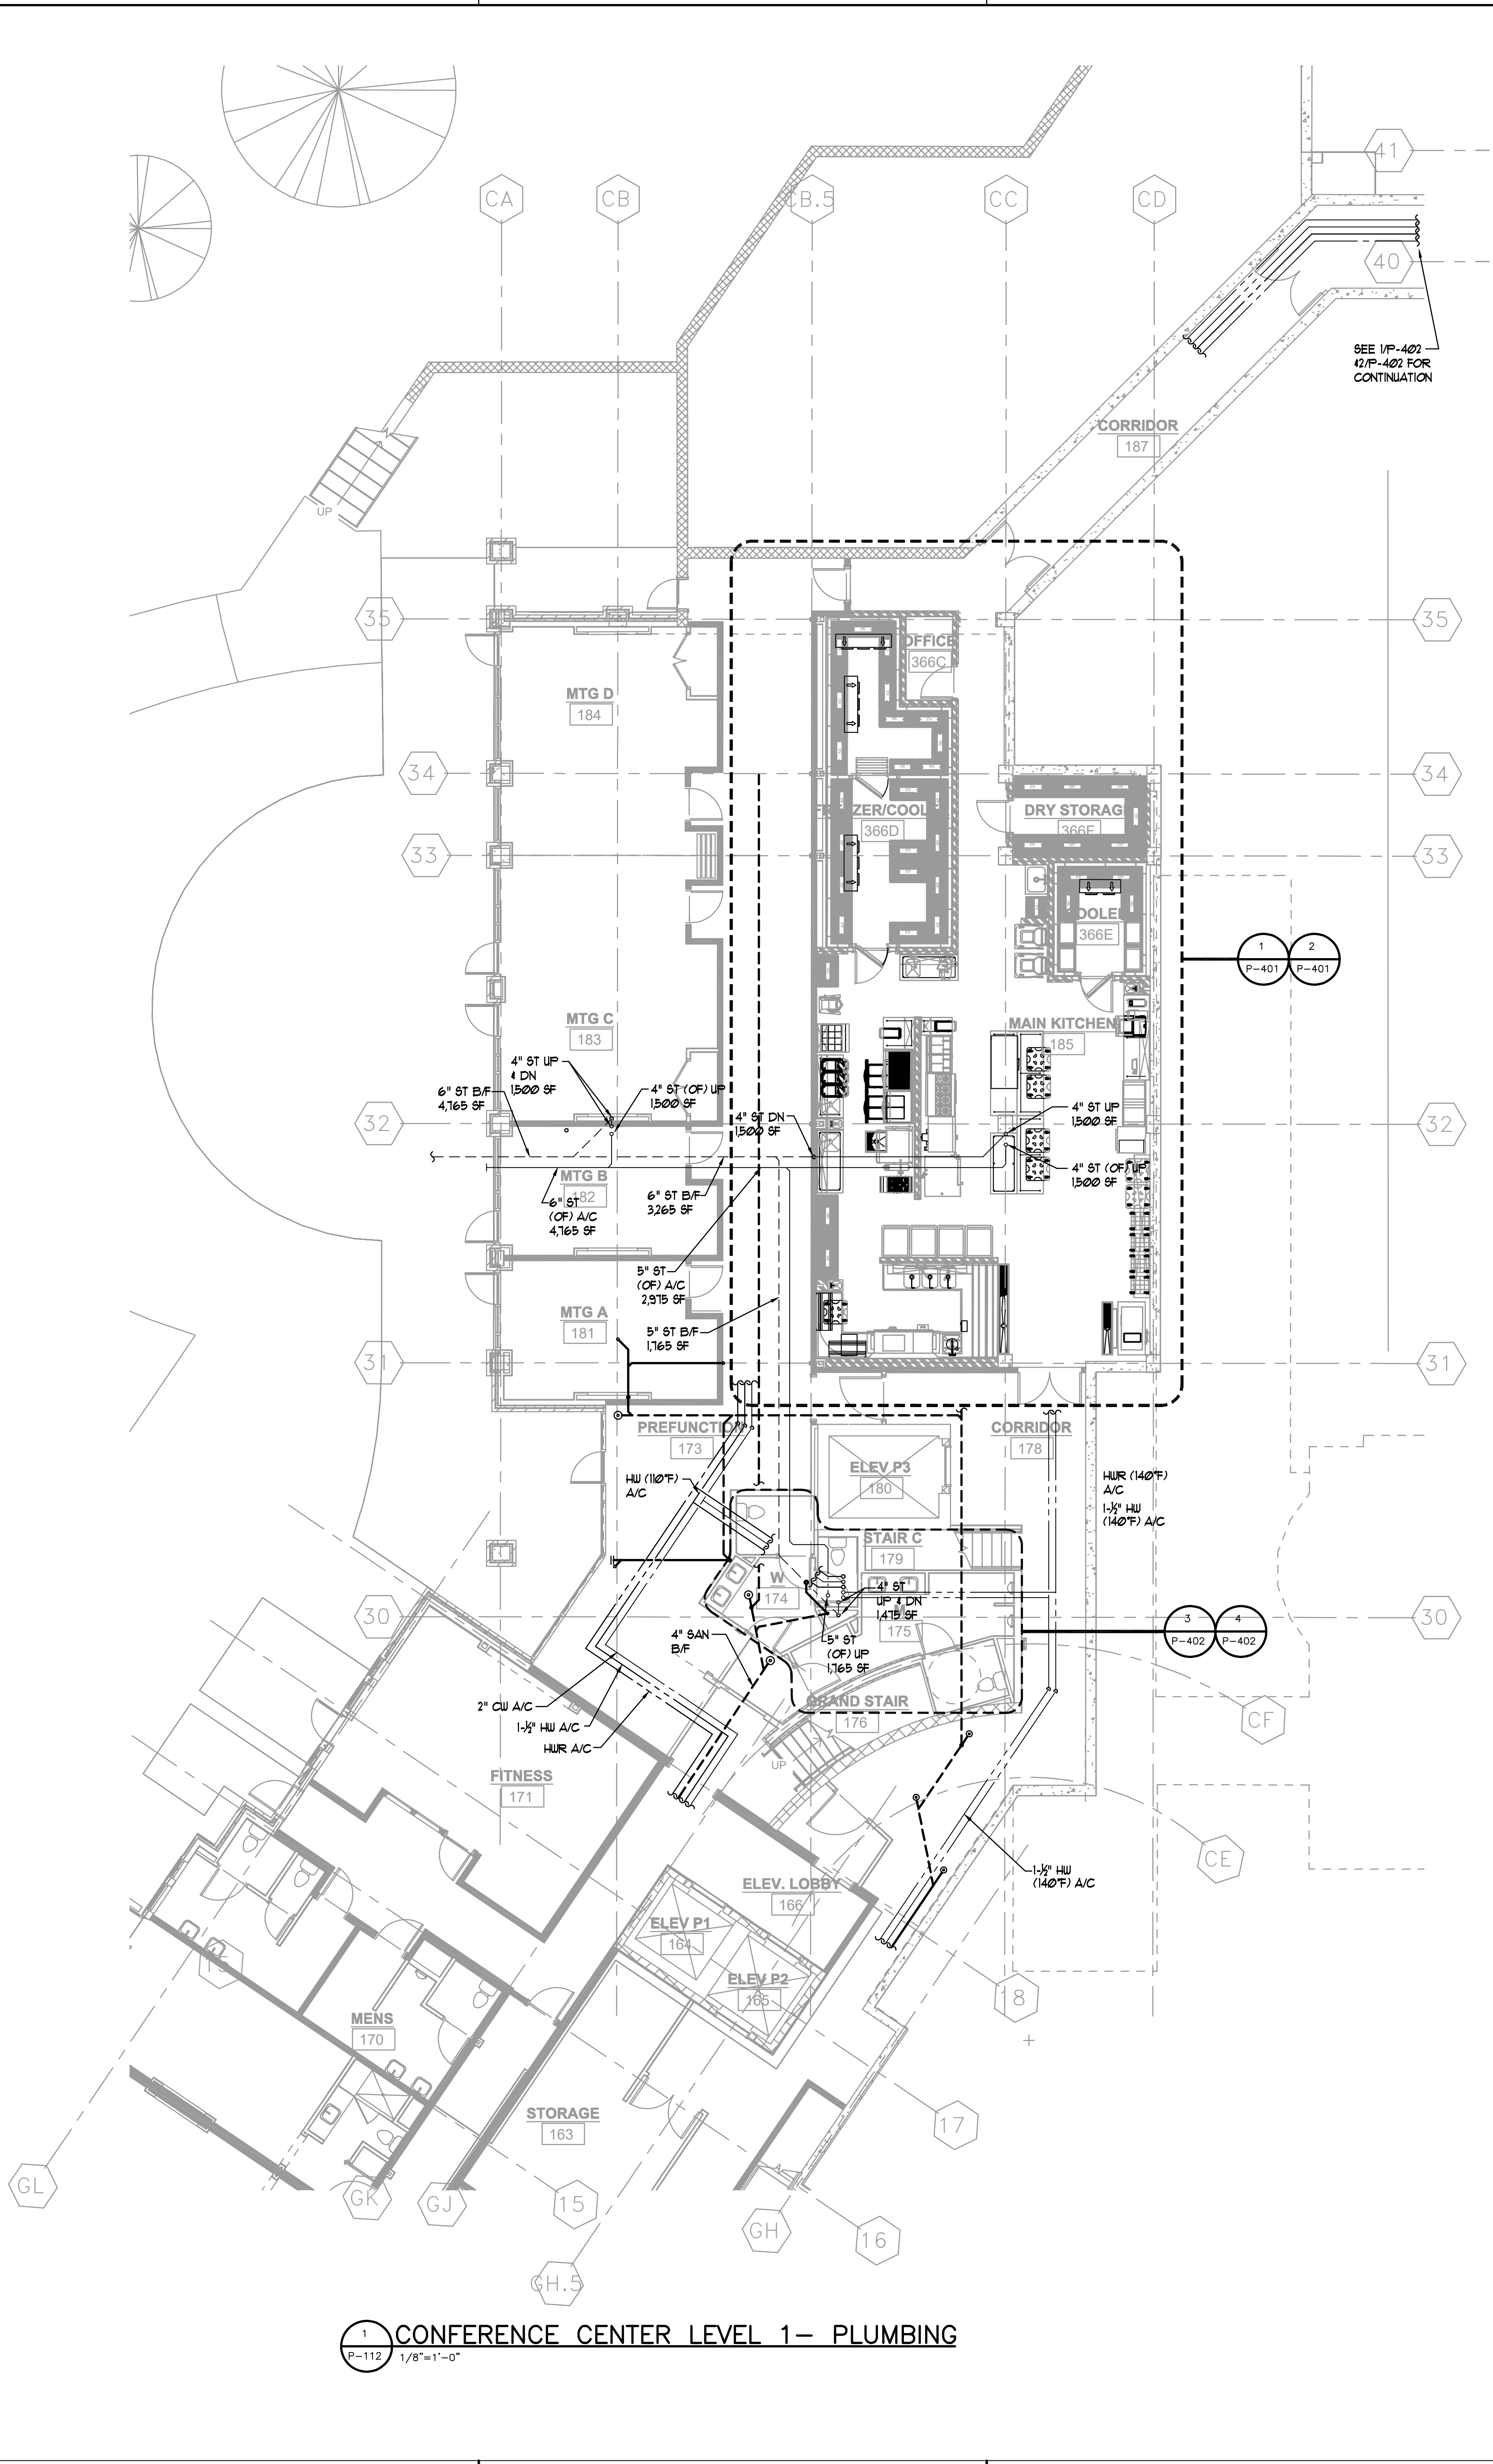 41
CA
CB
CB.5
CC
CD
40
SEE 1/P-402
&2/P-402 FOR
CONTINUATION
CORRIDOR
187
UP
35
35
OFFICE
366C
MTG D
184
34
34
DRY STORAG
366F
366D
33
33
366E
1
P-401
2
P-401
MTG C
183
MAIN KITCHEN
185
4" ST UP
& DN
1,500 SF
6" ST B/F
4,765 SF
4" ST (OF) UP
1,500 SF
4" ST DN
1,500 SF
4" ST UP
1,500 SF
32
32
4" ST (OF) UP
1,500 SF
MTG B
182
6" ST
(OF) A/C
4,765 SF
6" ST B/F
3,265 SF
5" ST
(OF) A/C
2,975 SF
MTG A
181
5" ST B/F
1,765 SF
31
31
PREFUNCTION
173
CORRIDOR
178
ELEV P3
180
HW (110°F)
A/C
HWR (140°F)
A/C
1-½" HW
(140°F) A/C
STAIR C
179
W
174
4" ST
UP & DN
1,475 SF
175
30
30
3
P-402
4
P-402
4" SAN
B/F
5" ST
(OF) UP
1,765 SF
GRAND STAIR
176
2" CW A/C
1-½" HW A/C
HWR A/C
UP
CF
FITNESS
171
CE
1-½" HW
(140°F) A/C
ELEV. LOBBY
166
ELEV P1
164
ELEV P2
165
18
MENS
170
STORAGE
163
17
GL
GK
GJ
15
GH
16
GH.5
1
P-112
CONFERENCE CENTER LEVEL 1- PLUMBING
1/8"=1'-0"